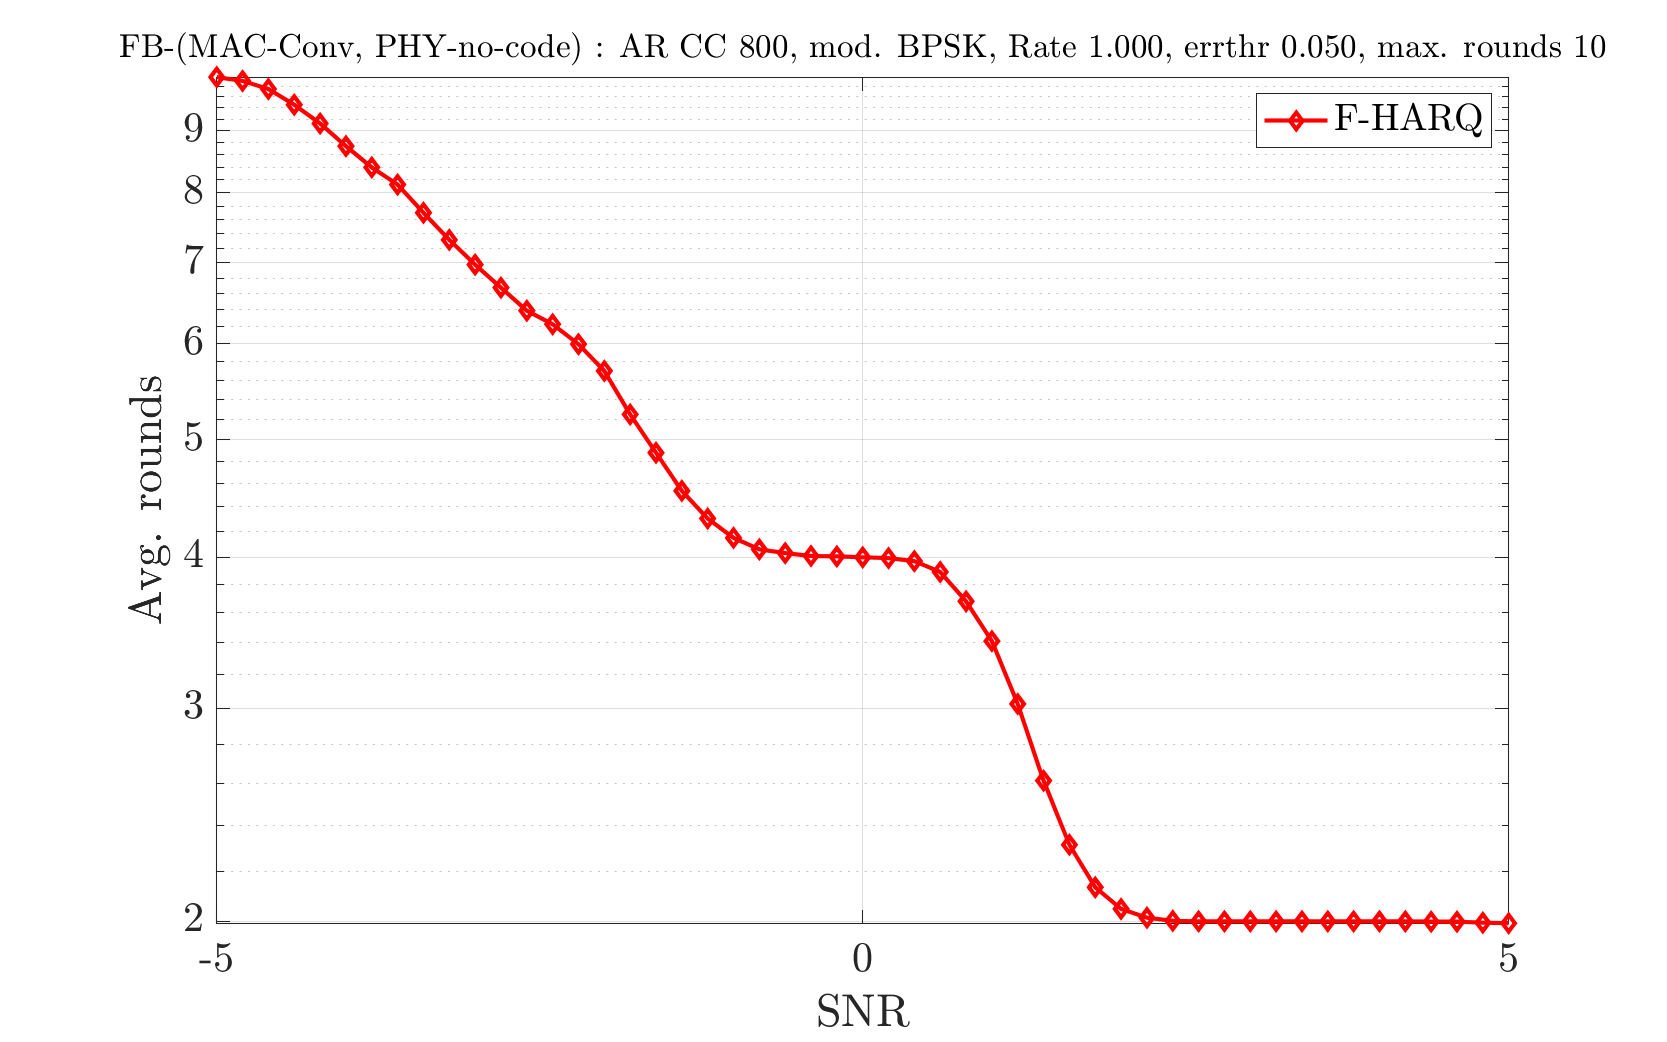 FB-(MAC-Conv, PHY-no-code) : AR CC 800, mod. BPSK, Rate 1.000, errthr 0.050, max. rounds 10
F-HARQ
9
8
7
6
5
4
3
2
Avg. rounds
-5 0 5
SNR